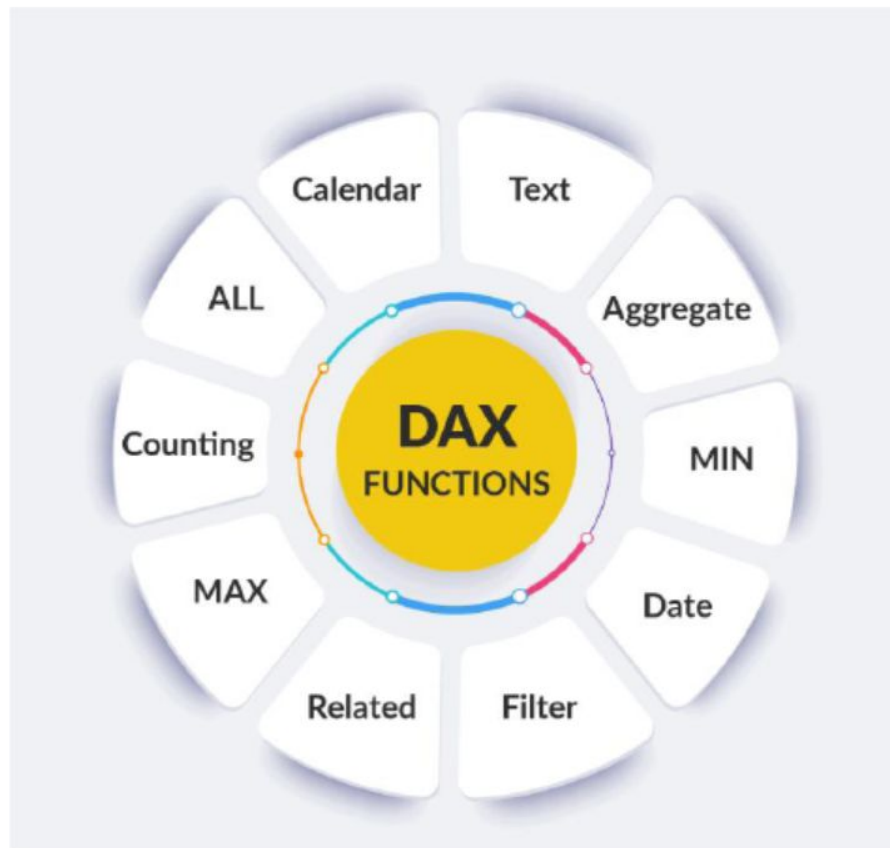 Calendar
Text
ALL
Aggregate
Counting
DAX
FUNCTIONS
MIN
MAX
Date
Related
Filter